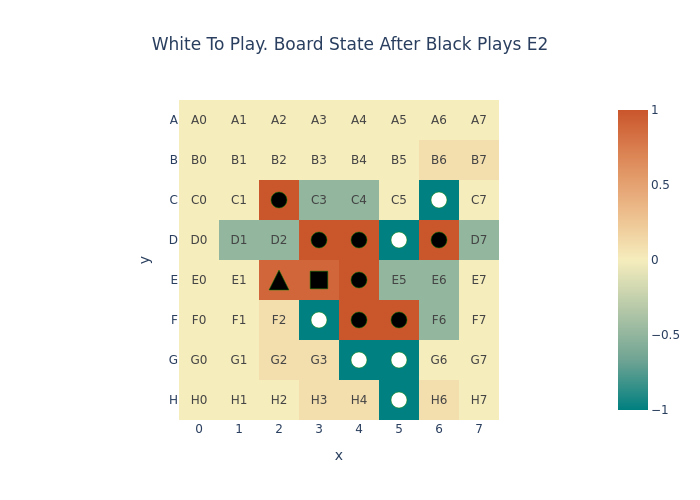 White To Play. Board State After Black Plays E2
A A0 A1 A2 A3 A4 A5 A6 A7
B B0 B1 B2 B3 B4 B5 B6 B7
C C0 C1 C3 C4 C5 C7
D D0 D1 D2 D7
E E0 E1 E5 E6 E7
F F0 F1 F2 F6 F7
G G0 G1 G2 G3 G6 G7
H H0 H1 H2 H3 H4 H6 H7
0 1 2 3 4 5 6 7
x
y
1
0.5
0
−0.5
−1